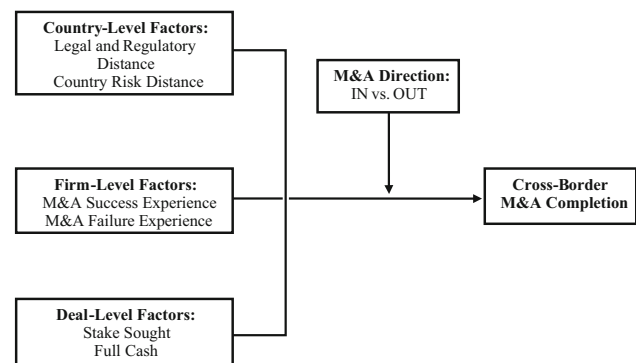 Country-Level Factors:
Legal and Regulatory
Distance
Country Risk Distance
M&A Direction:
IN vs. OUT
Firm-Level Factors:
M&A Success Experience
M&A Failure Experience
Cross-Border
M&A Completion
Deal-Level Factors:
Stake Sought
Full Cash